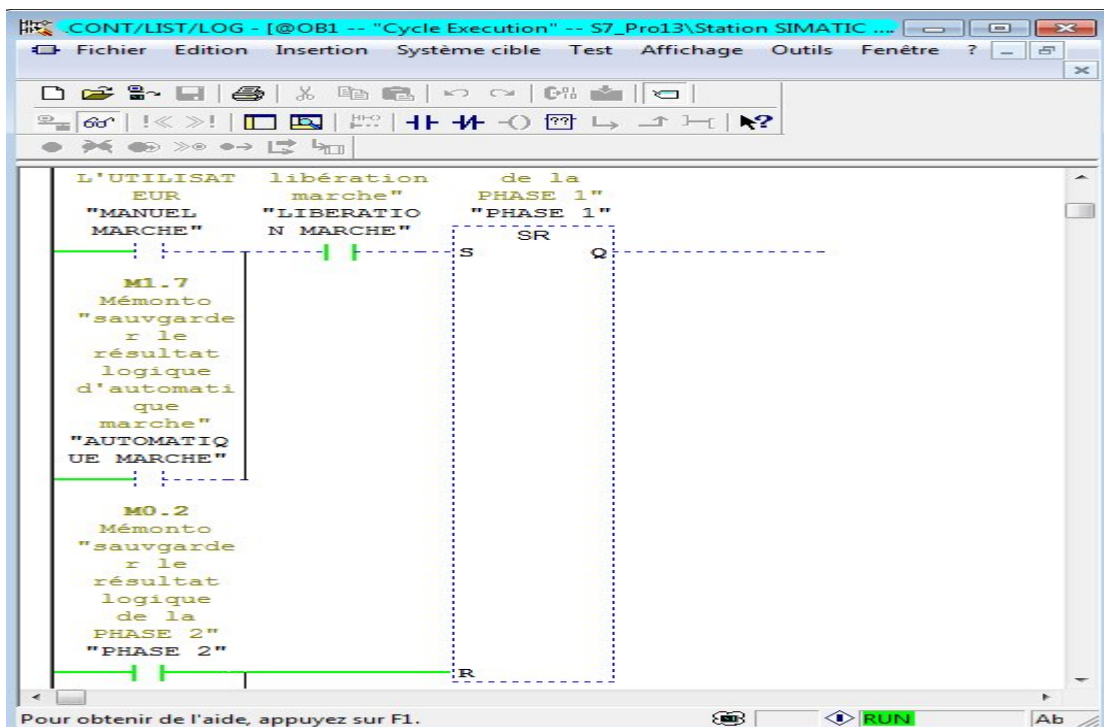 CONT/LIST/LOG - [@OB1 -- "Cycle Execution" -- S7_Pro13\Station SIMATIC ....
Fichier Edition Insertion Système cible Test Affichage Outils Fenêtre ?
L'UTILISAT
EUR
"MANUEL
MARCHE"
libération
marche"
"LIBERATIO
N MARCHE"
de la
PHASE 1"
"PHASE 1"
SR
S
Q
M1.7
Mémonto
"sauvgarde
r le
résultat
logique
d'automati
que
marche"
"AUTOMATIQ
UE MARCHE"
M0.2
Mémonto
"sauvgarde
r le
résultat
logique
de la
PHASE 2"
"PHASE 2"
R
Pour obtenir de l'aide, appuyez sur F1.
RUN
Ab